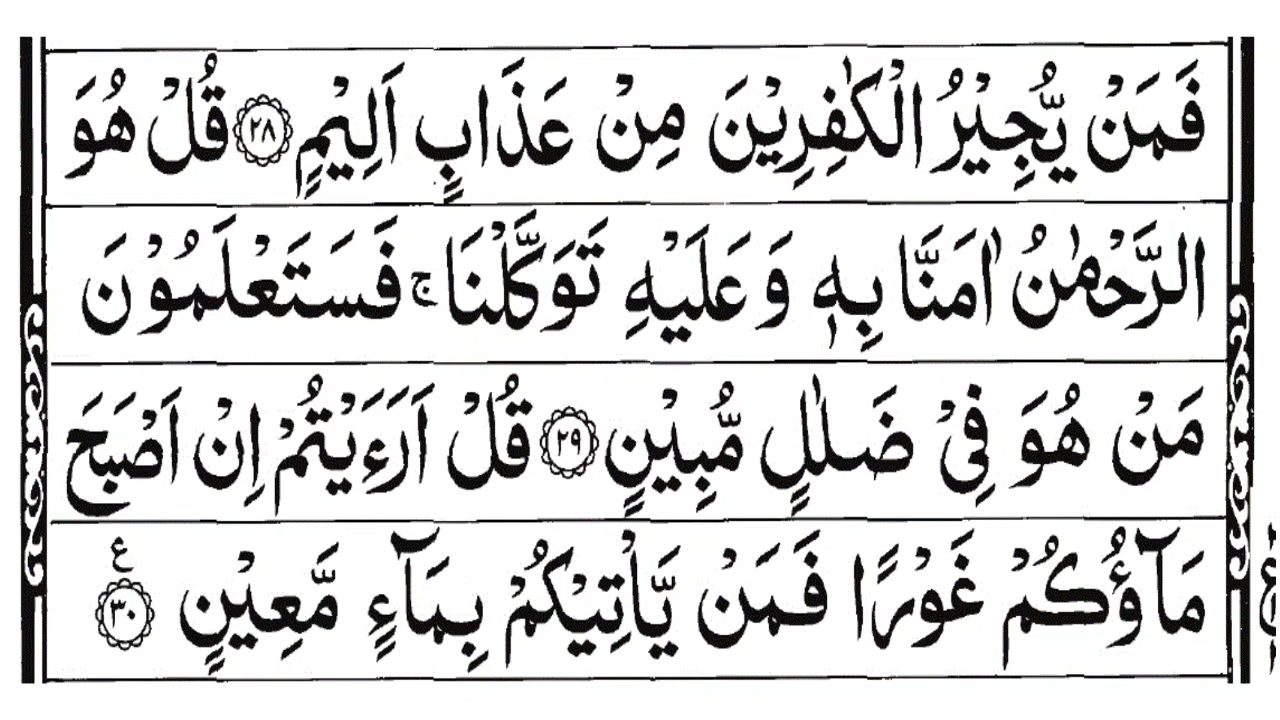 فَمَنْ يُّجِيْرُ الْكٰفِرِيْنَ مِنْ عَذَابٍ اَلِيْمٍ ﴿٢٨﴾ قُلْ هُوَ
الرَّحْمٰنُ اٰمَنَّا بِهٖ وَعَلَيْهِ تَوَكَّلْنَا ۚ فَسَتَعْلَمُوْنَ
مَنْ هُوَ فِيْ ضَلٰلٍ مُّبِيْنٍ ﴿٢٩﴾ قُلْ اَرَءَيْتُمْ اِنْ اَصْبَحَ
مَآؤُكُمْ غَوْرًا فَمَنْ يَّاْتِيْكُمْ بِمَآءٍ مَّعِيْنٍ ﴿٣٠﴾ ع